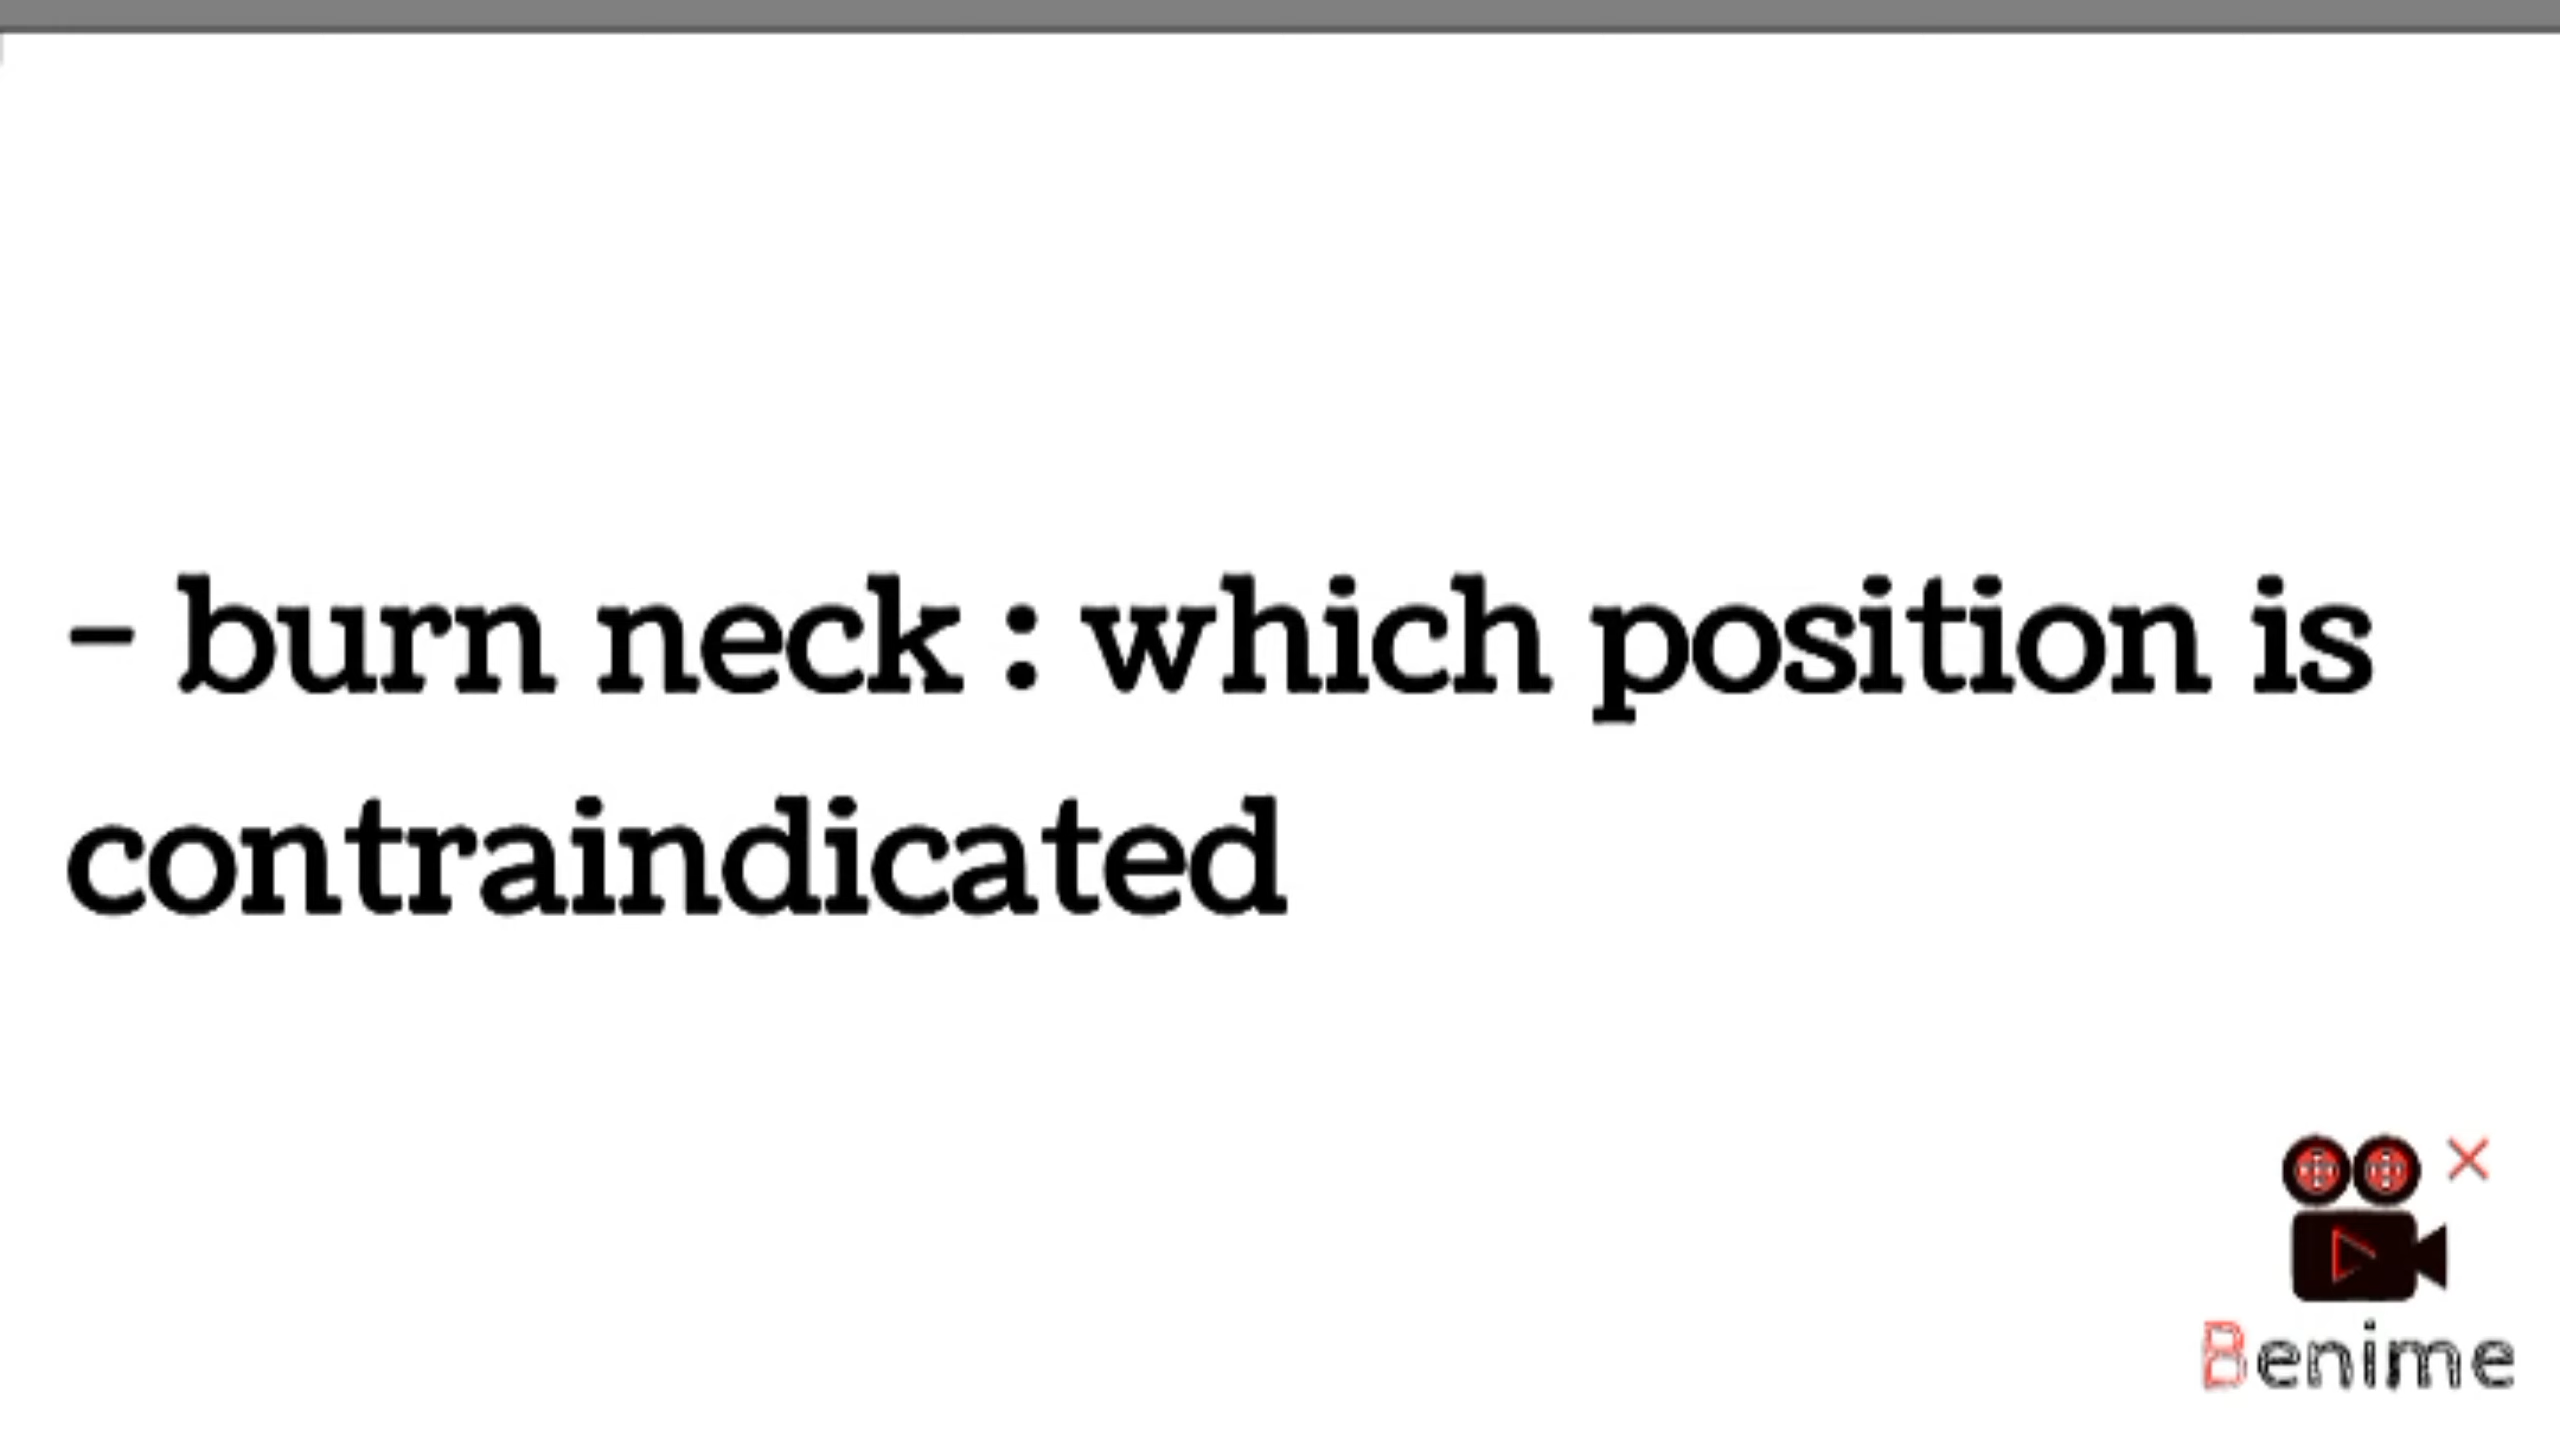 - burn neck : which position is
contraindicated
Benime